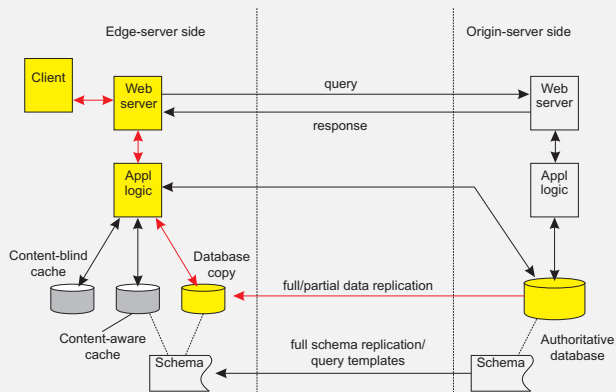 Edge-server side
Origin-server side
Client
Web
server
query
response
Web
server
Appl
logic
Appl
logic
Content-blind
cache
Database
copy
full/partial data replication
Content-aware
cache
Authoritative
database
full schema replication/
query templates
Schema
Schema